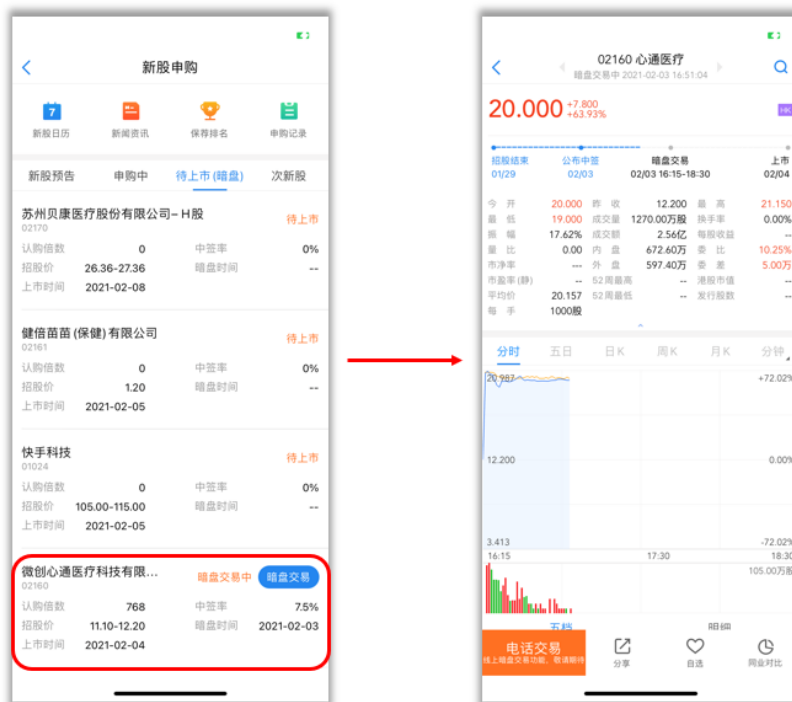 新股申购
7
新股日历 新闻资讯 保荐排名 申购记录
新股预告 申购中 待上市(暗盘) 次新股
苏州贝康医疗股份有限公司– H股 待上市
02170
认购倍数 0 中签率 0%
招股价 26.36-27.36 暗盘时间 --
上市时间 2021-02-08
健倍苗苗(保健)有限公司 待上市
02161
认购倍数 0 中签率 0%
招股价 1.20 暗盘时间 --
上市时间 2021-02-05
快手科技 待上市
01024
认购倍数 0 中签率 0%
招股价 105.00-115.00 暗盘时间 --
上市时间 2021-02-05
微创心通医疗科技有限... 暗盘交易中 暗盘交易
02160
认购倍数 768 中签率 7.5%
招股价 11.10-12.20 暗盘时间 2021-02-03
上市时间 2021-02-04
02160 心通医疗
暗盘交易中 2021-02-03 16:51:04
20.000 +7.800
+63.93%
HK
招股结束 公布中签 暗盘交易 上市
01/29 02/03 02/03 16:15-18:30 02/04
今 开 20.000 昨 收 12.200 最 高 21.150
最 低 19.000 成交量 1270.00万股 换手率 0.00%
振 幅 17.62% 成交额 2.56亿 每股收益 --
量 比 0.00 内 盘 672.60万 委 比 10.25%
市净率 --- 外 盘 597.40万 委 差 5.00万
市盈率(静) -- 52周最高 -- 港股市值 --
平均价 20.157 52周最低 -- 发行股数 --
每 手 1000股
分时 五日 日K 周K 月K 分钟
20.987 +72.02%
12.200 0.00%
3.413 -72.02%
16:15 17:30 18:30
105.00万股
五档 明细
电话交易
线上暗盘交易功能，敬请期待
分享 自选 同业对比